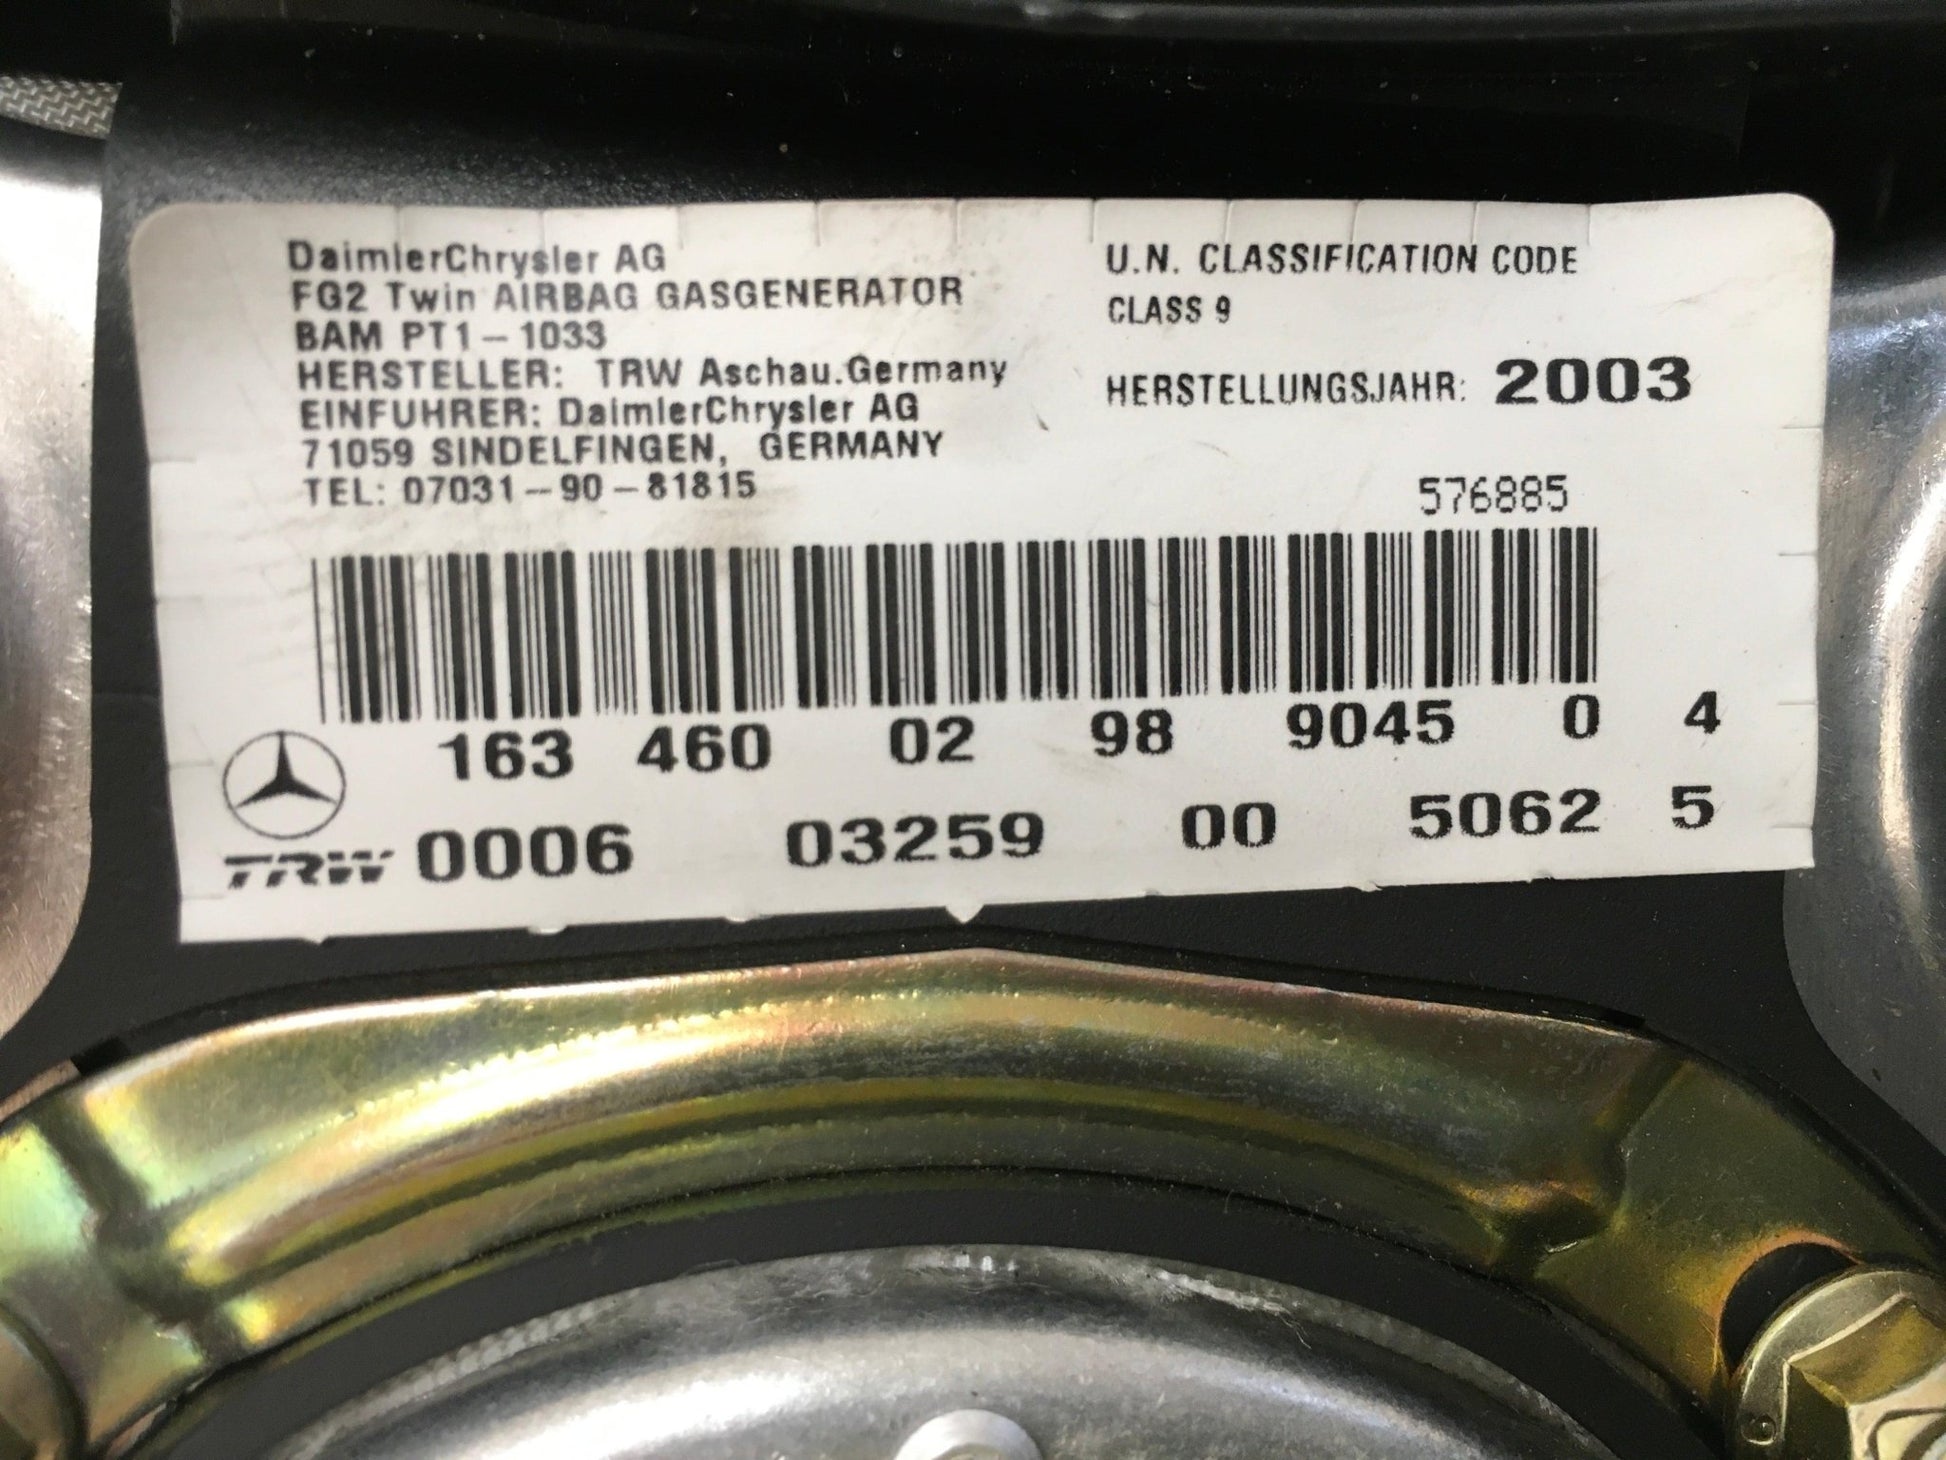 DaimlerChrysler AG
FG2 Twin AIRBAG GASGENERATOR
BAM PT1-1033
HERSTELLER: TRW Aschau.Germany
EINFUHRER: DaimlerChrysler AG
71059 SINDELFINGEN, GERMANY
TEL: 07031-90-81815
U.N. CLASSIFICATION CODE
CLASS 9
HERSTELLUNGSJAHR: 2003
576885
163 460 02 98 9045 0 4
TRW 0006 03259 00 5062 5